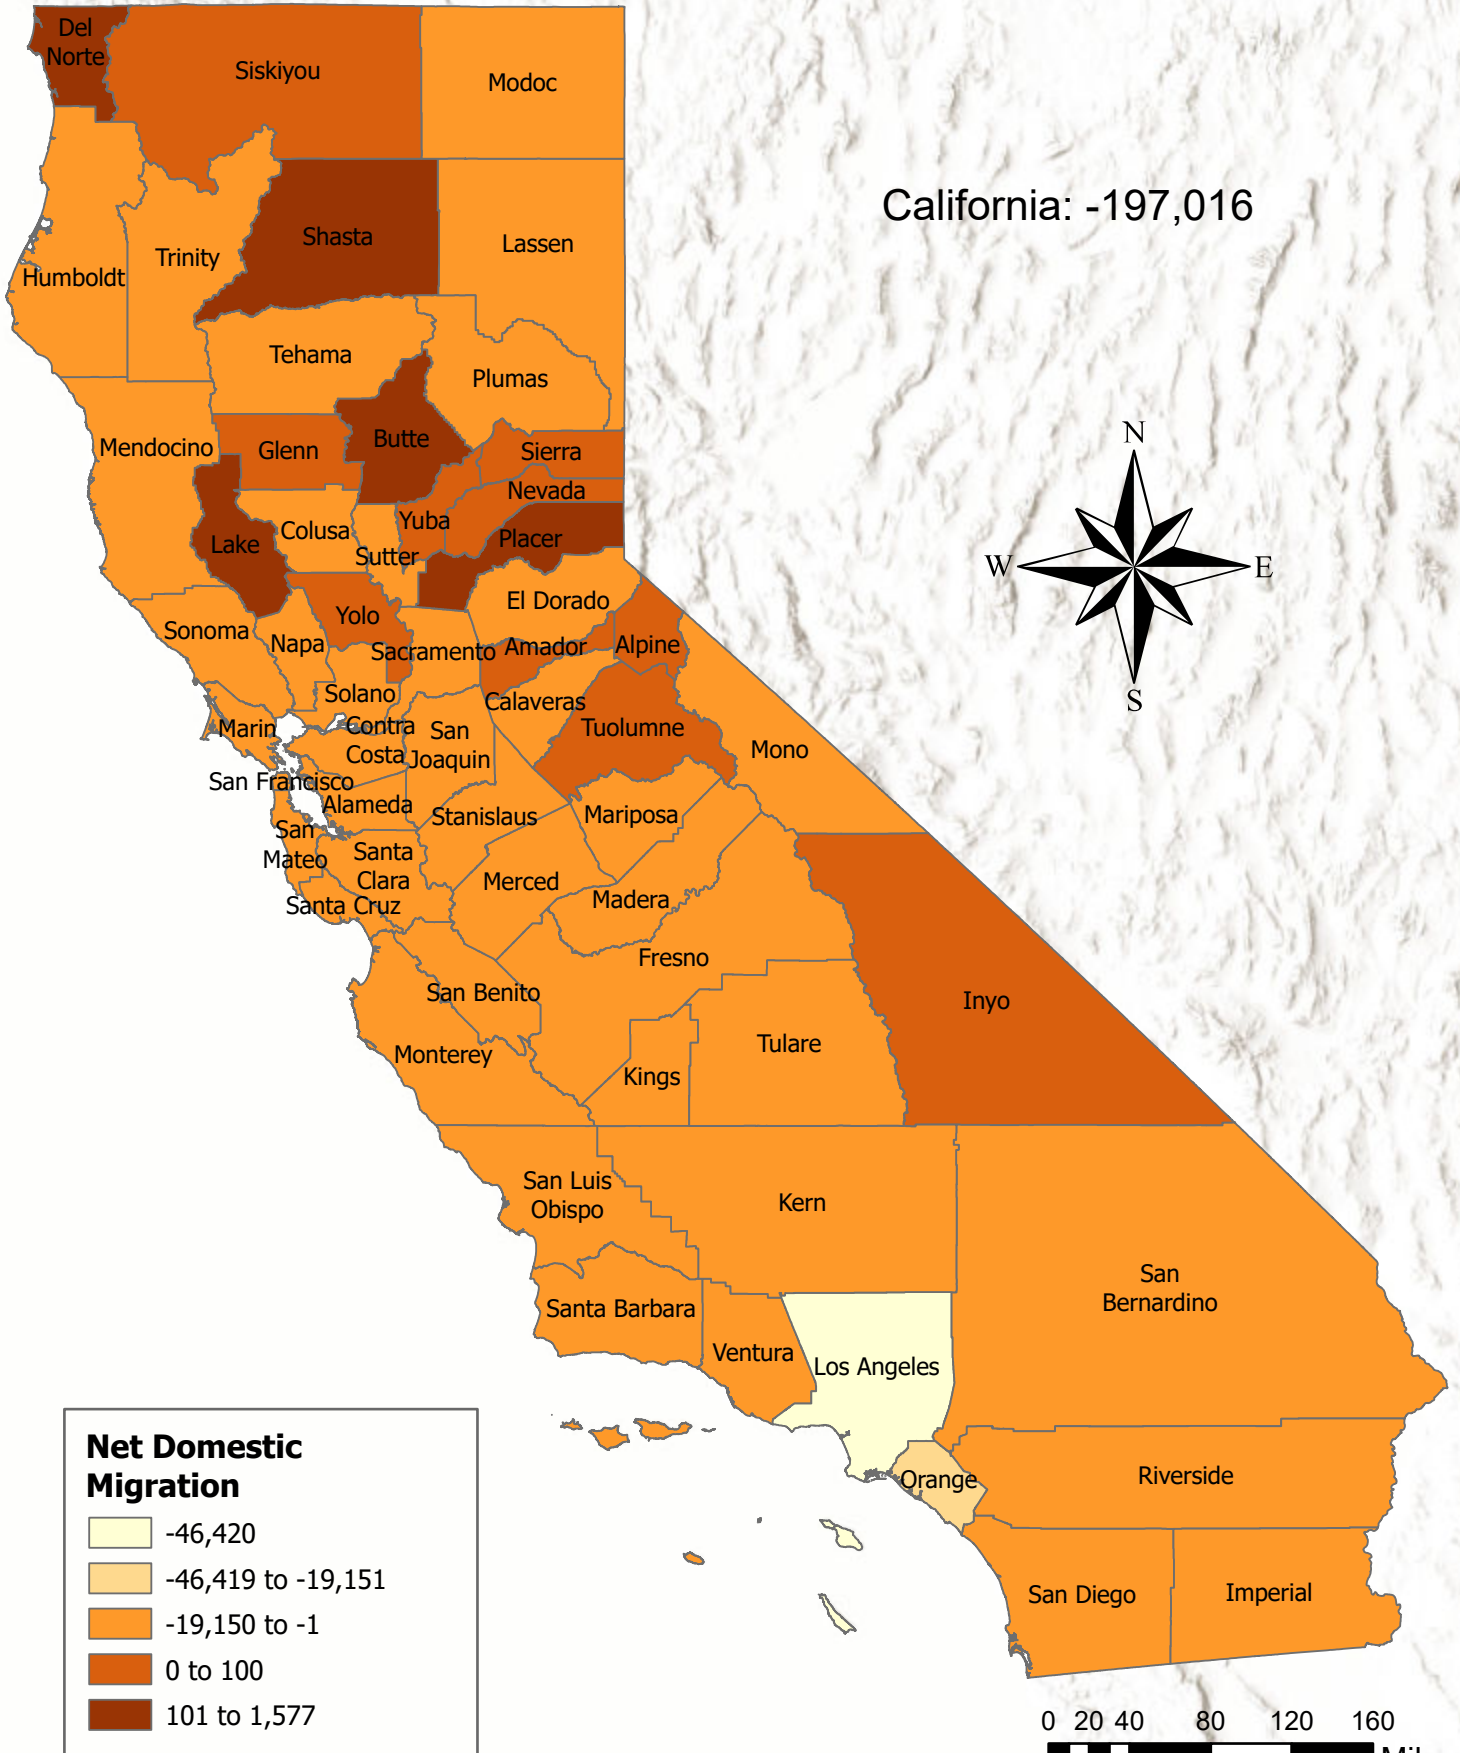 Del
Norte
Siskiyou
Modoc
California: -197,016
Shasta
Lassen
Trinity
Humboldt
Tehama
Plumas
Butte
Mendocino
Glenn
Sierra
Nevada
Yuba
Colusa
Placer
Lake
Sutter
N
W
E
S
El Dorado
Yolo
Sonoma
Napa
Sacramento
Amador
Alpine
Solano
Calaveras
Marin
Contra
Costa
San
Joaquin
Tuolumne
Mono
San Francisco
Alameda
Stanislaus
Mariposa
San
Mateo
Santa
Clara
Merced
Madera
Santa Cruz
Fresno
San Benito
Inyo
Monterey
Tulare
Kings
San Luis
Obispo
Kern
San
Bernardino
Santa Barbara
Ventura
Los Angeles
Orange
Riverside
San Diego
Imperial
Net Domestic
Migration
-46,420
-46,419 to -19,151
-19,150 to -1
0 to 100
101 to 1,577
0 20 40 80 120 160